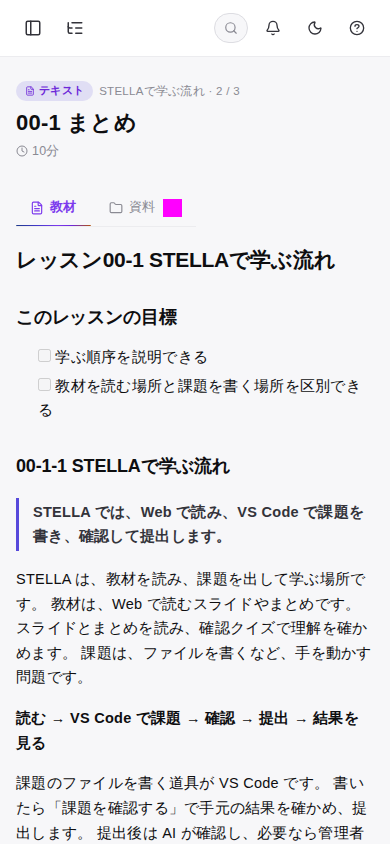 テキスト STELLAで学ぶ流れ · 2 / 3
00-1 まとめ
10分
教材 資料
レッスン00-1 STELLAで学ぶ流れ
このレッスンの目標
学ぶ順序を説明できる
教材を読む場所と課題を書く場所を区別でき
る
00-1-1 STELLAで学ぶ流れ
STELLA では、Web で読み、VS Code で課題を
書き、確認して提出します。
STELLA は、教材を読み、課題を出して学ぶ場所で
す。 教材は、Web で読むスライドやまとめです。
スライドとまとめを読み、確認クイズで理解を確か
めます。 課題は、ファイルを書くなど、手を動かす
問題です。
読む → VS Code で課題 → 確認 → 提出 → 結果を
見る
課題のファイルを書く道具が VS Code です。 書い
たら「課題を確認する」で手元の結果を確かめ、提
出します。 提出後は AI が確認し、必要なら管理者